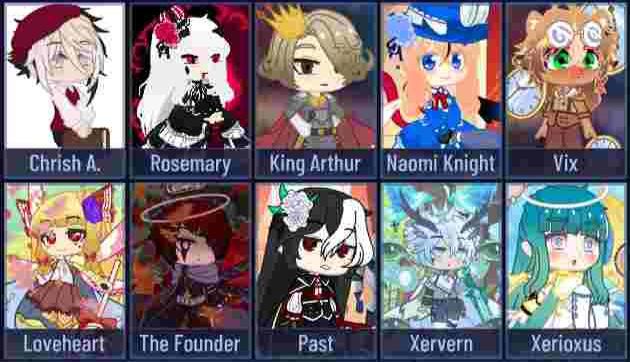 Chrish A.
Rosemary
King Arthur
Naomi Knight
Vix
Loveheart
The Founder
Past
Xervern
Xerioxus